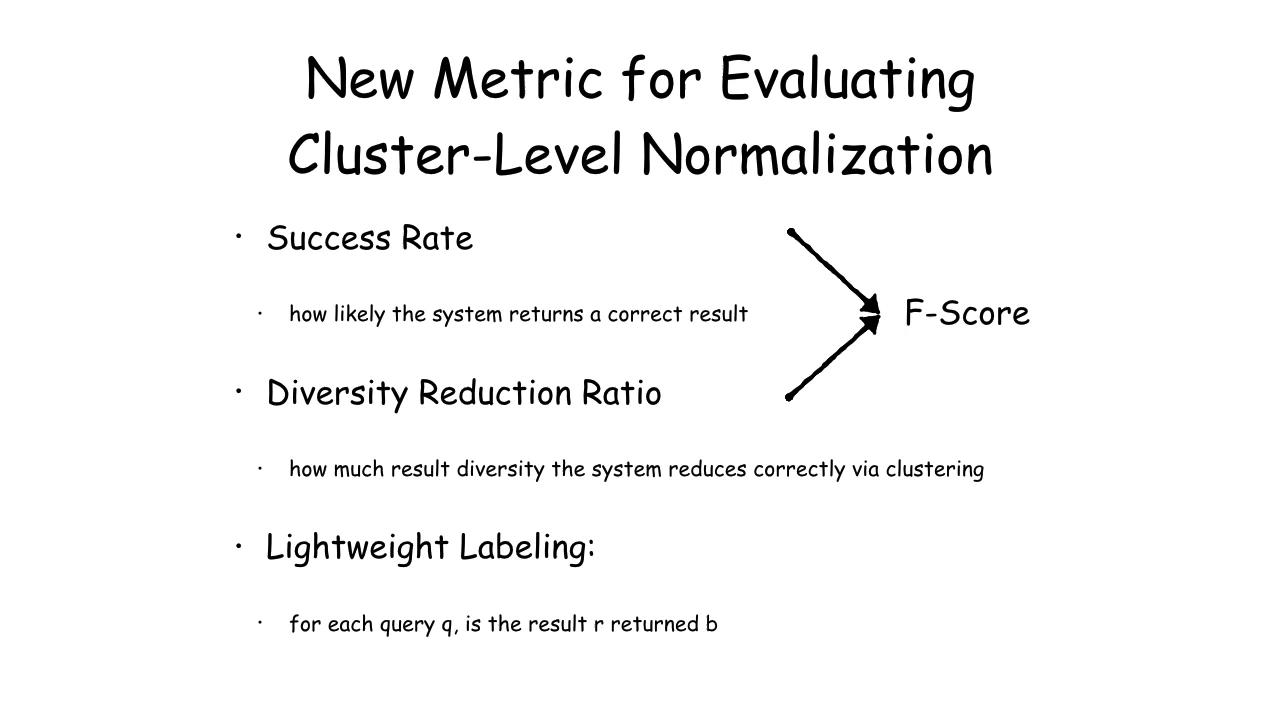 New Metric for Evaluating
Cluster-Level Normalization
· Success Rate
· how likely the system returns a correct result
F-Score
· Diversity Reduction Ratio
· how much result diversity the system reduces correctly via clustering
· Lightweight Labeling:
· for each query q, is the result r returned b